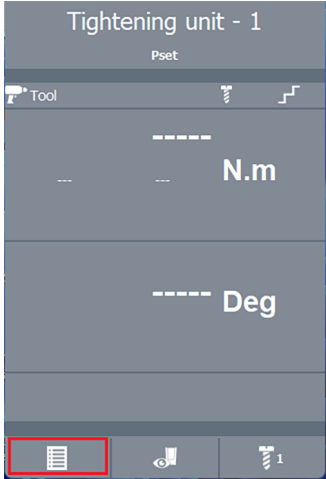 Tightening unit - 1
Pset
Tool
-----
--- --- N.m
----- Deg
1